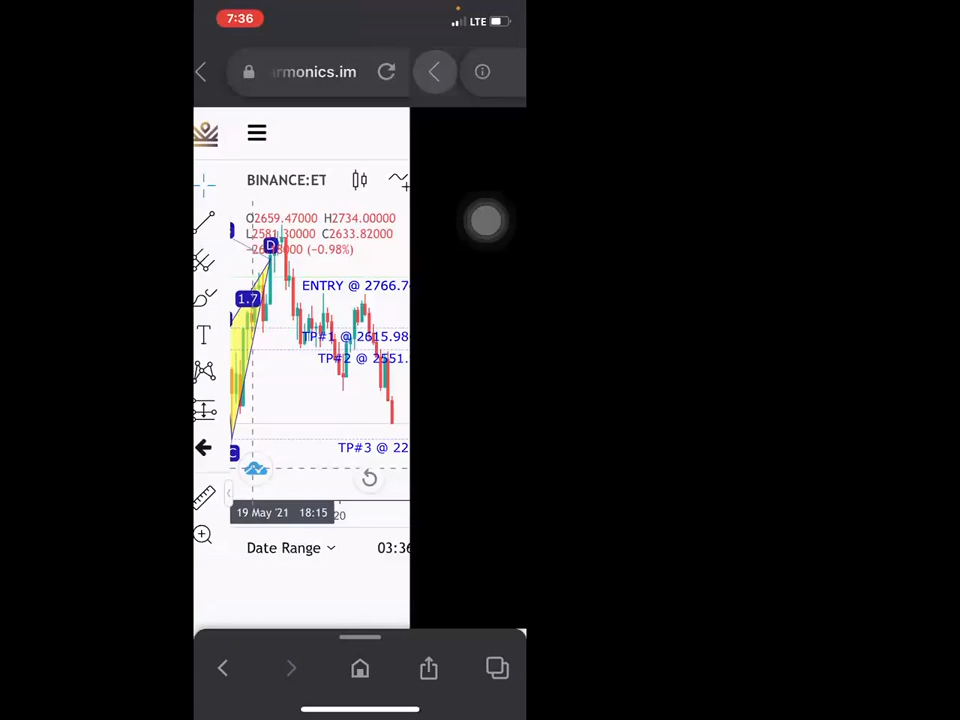 7:36
LTE
rmonics.im
BINANCE:ET
O2659.47000 H2734.00000
C2633.82000
(−0.98%)
D
ENTRY @ 2766.7
1.7
TP#1 @ 2615.98
TP#2 @ 2551.
TP#3 @ 22
C
19 May '21 18:15
20
Date Range
03:36